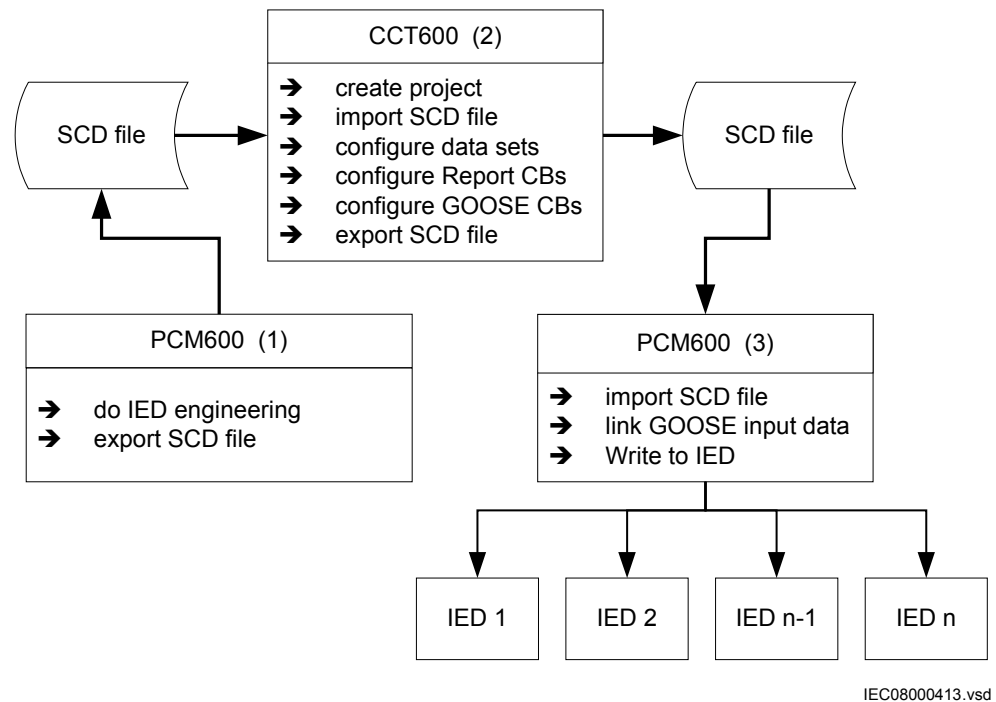 CCT600 (2)
➔ create project
➔ import SCD file
➔ configure data sets
➔ configure Report CBs
➔ configure GOOSE CBs
➔ export SCD file
SCD file
SCD file
PCM600 (1)
➔ do IED engineering
➔ export SCD file
PCM600 (3)
➔ import SCD file
➔ link GOOSE input data
➔ Write to IED
IED 1
IED 2
IED n-1
IED n
IEC08000413.vsd